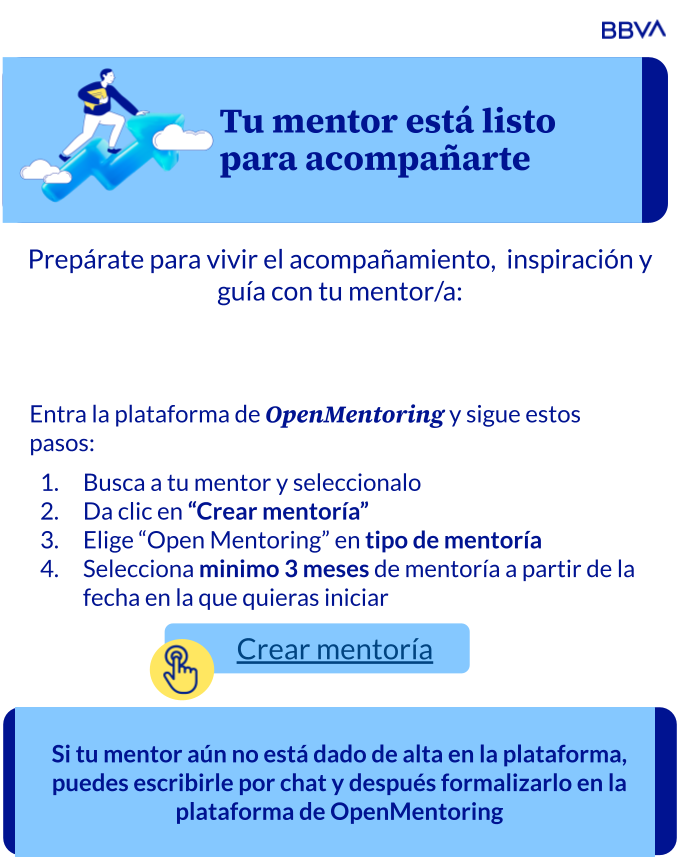 BBVA
Tu mentor está listo
para acompañarte
Prepárate para vivir el acompañamiento, inspiración y
guía con tu mentor/a:
Entra la plataforma de OpenMentoring y sigue estos
pasos:
1. Busca a tu mentor y seleccionalo
2. Da clic en “Crear mentoría”
3. Elige “Open Mentoring” en tipo de mentoría
4. Selecciona minimo 3 meses de mentoría a partir de la
fecha en la que quieras iniciar
Crear mentoría
Si tu mentor aún no está dado de alta en la plataforma,
puedes escribirle por chat y después formalizarlo en la
plataforma de OpenMentoring